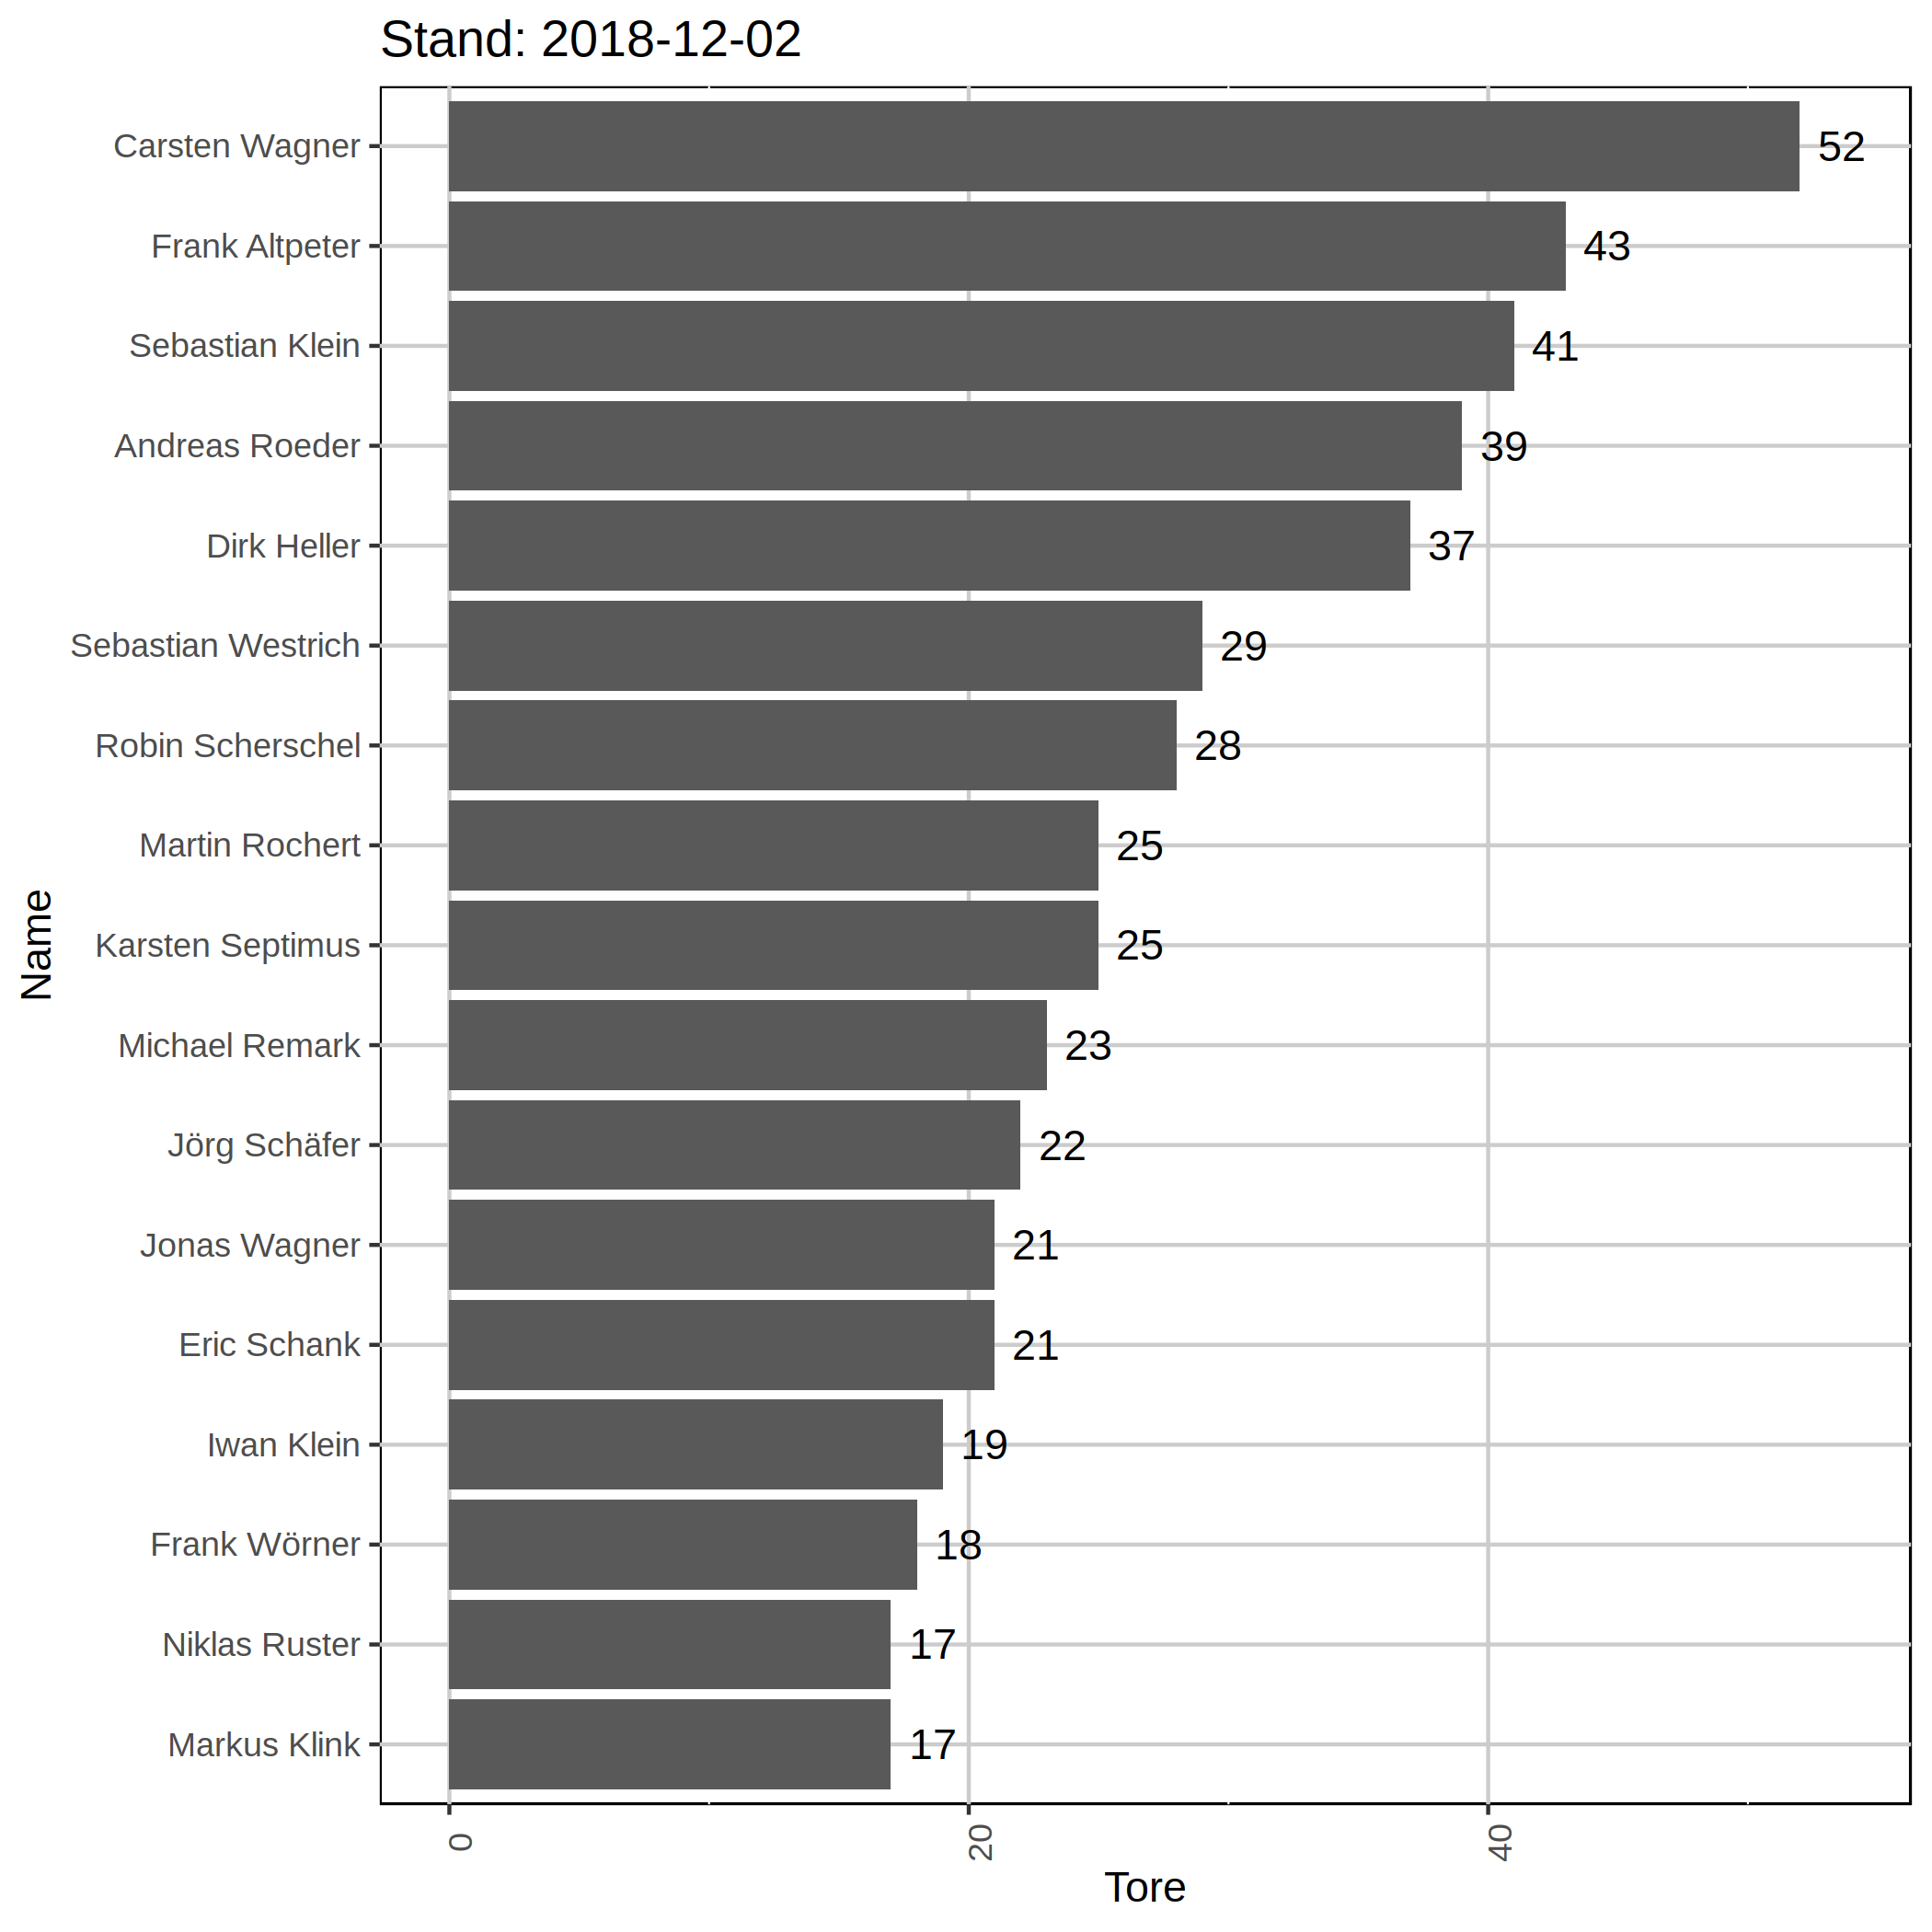 Stand: 2018-12-02
Carsten Wagner 52
Frank Altpeter 43
Sebastian Klein 41
Andreas Roeder 39
Dirk Heller 37
Sebastian Westrich 29
Robin Scherschel 28
Martin Rochert 25
Karsten Septimus 25
Michael Remark 23
Jörg Schäfer 22
Jonas Wagner 21
Eric Schank 21
Iwan Klein 19
Frank Wörner 18
Niklas Ruster 17
Markus Klink 17
Name
0 20 40
Tore